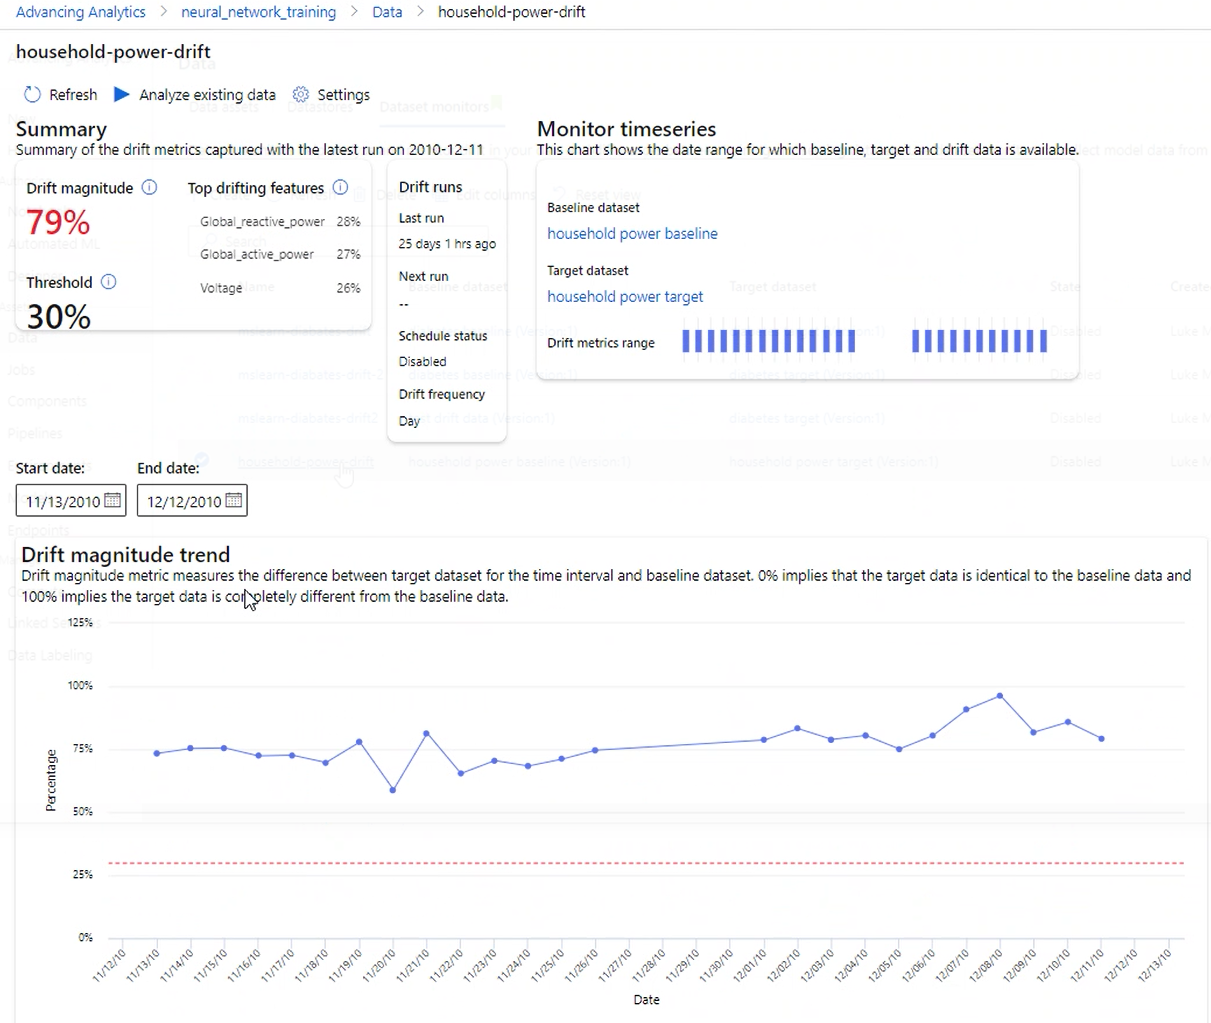 Advancing Analytics > neural_network_training > Data > household-power-drift
household-power-drift
Refresh Analyze existing data Settings
Summary
Summary of the drift metrics captured with the latest run on 2010-12-11
Drift magnitude
79%
Threshold
30%
Top drifting features
Global_reactive_power 28%
Global_active_power 27%
Voltage 26%
Drift runs
Last run
25 days 1 hrs ago
Next run
--
Schedule status
Disabled
Drift frequency
Day
Monitor timeseries
This chart shows the date range for which baseline, target and drift data is available.
Baseline dataset
household power baseline
Target dataset
household power target
Drift metrics range
Start date: End date:
11/13/2010 12/12/2010
Drift magnitude trend
Drift magnitude metric measures the difference between target dataset for the time interval and baseline dataset. 0% implies that the target data is identical to the baseline data and
100% implies the target data is completely different from the baseline data.
125%
100%
75%
50%
25%
0%
Percentage
11/12/10 11/13/10 11/14/10 11/15/10 11/16/10 11/17/10 11/18/10 11/19/10 11/20/10 11/21/10 11/22/10 11/23/10 11/24/10 11/25/10 11/26/10 11/27/10 11/28/10 11/29/10 11/30/10 12/01/10 12/02/10 12/03/10 12/04/10 12/05/10 12/06/10 12/07/10 12/08/10 12/09/10 12/10/10 12/11/10 12/12/10 12/13/10
Date